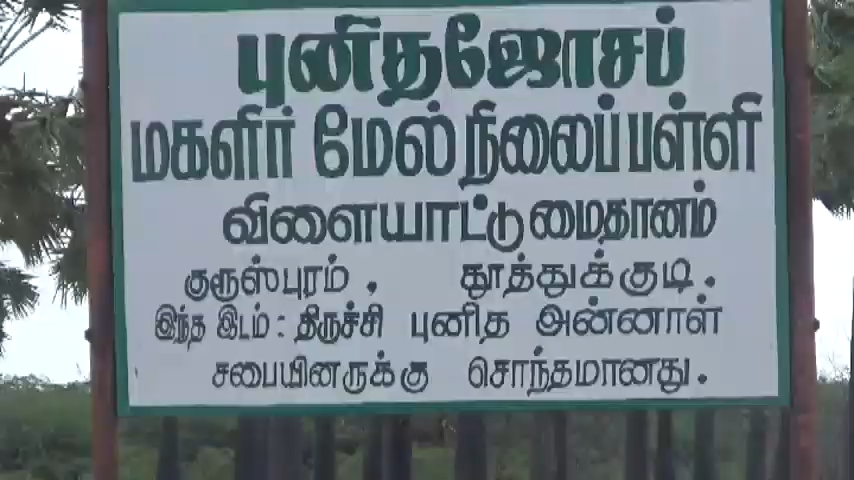 புனிதஜோசப்
மகளிர் மேல்நிலைப்பள்ளி
விளையாட்டுமைதானம்
குரூஸ்புரம். தூத்துக்குடி.
இந்த இடம்: திருச்சி புனித அன்னாள்
சபையினருக்கு சொந்தமானது.